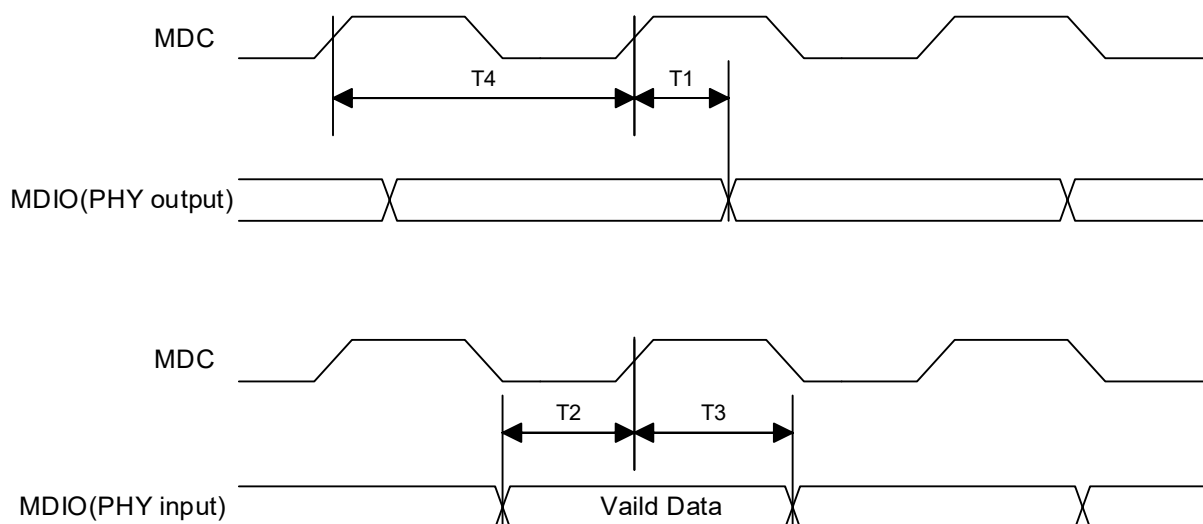 MDC
T4
T1
MDIO(PHY output)
MDC
T2
T3
MDIO(PHY input)
Vaild Data